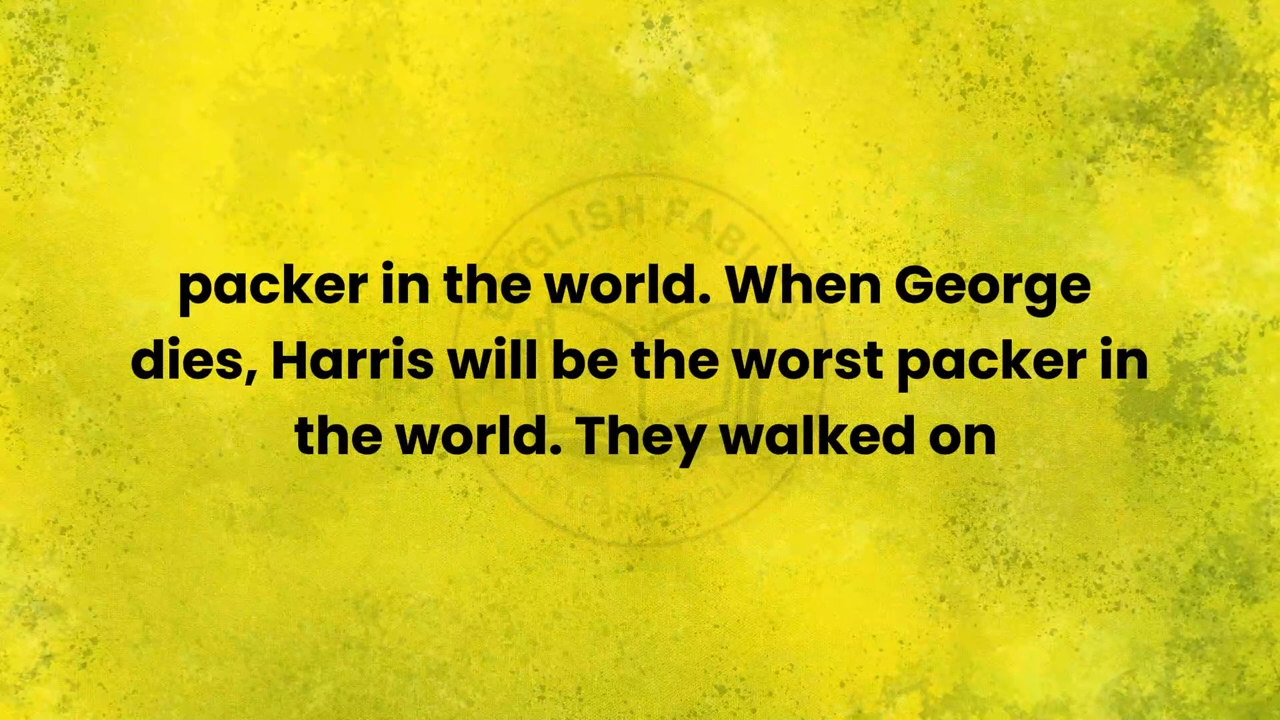 packer in the world. When George
dies, Harris will be the worst packer in
the world. They walked on
ENGLISH